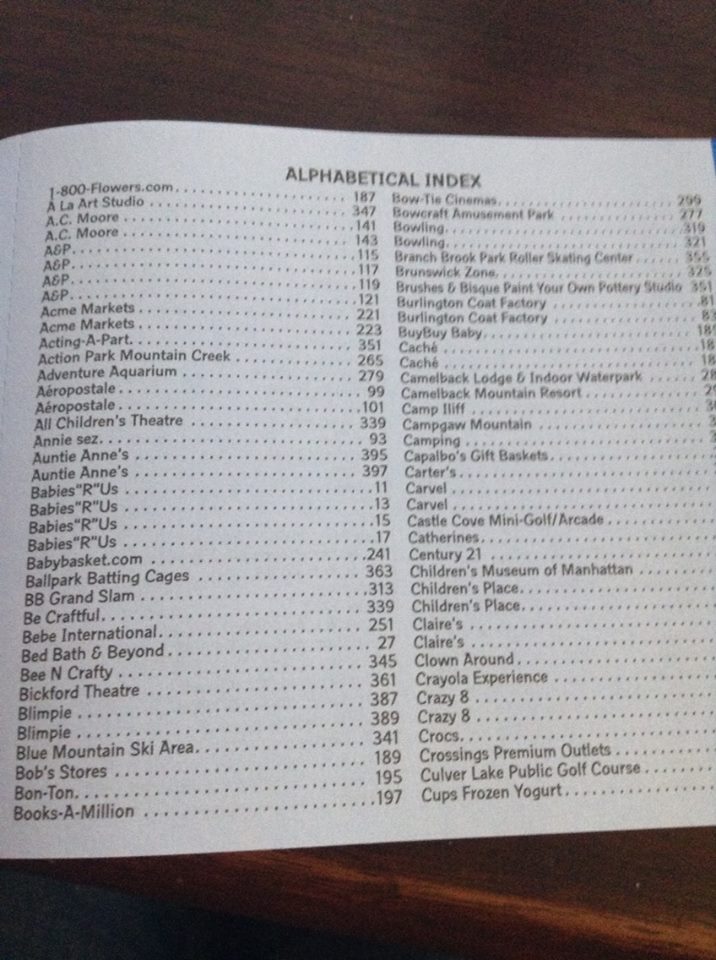 ALPHABETICAL INDEX
1-800-Flowers.com 187
A La Art Studio 347
A.C. Moore 141
A.C. Moore 143
A&P 115
A&P 117
A&P 119
A&P 121
Acme Markets 221
Acme Markets 223
Acting-A-Part. 351
Action Park Mountain Creek 265
Adventure Aquarium 279
Aéropostale 99
Aéropostale 101
All Children's Theatre 339
Annie sez. 93
Auntie Anne's 395
Auntie Anne's 397
Babies"R"Us 11
Babies"R"Us 13
Babies"R"Us 15
Babies"R"Us 17
Babybasket.com 241
Ballpark Batting Cages 363
BB Grand Slam 313
Be Craftful 339
Bebe International 251
Bed Bath & Beyond 27
Bee N Crafty 345
Bickford Theatre 361
Blimpie 387
Blimpie 389
Blue Mountain Ski Area 341
Bob's Stores 189
Bon-Ton 195
Books-A-Million 197
Bow-Tie Cinemas 299
Bowcraft Amusement Park 277
Bowling 319
Bowling 321
Branch Brook Park Roller Skating Center 355
Brunswick Zone 325
Brushes & Bisque Paint Your Own Pottery Studio 351
Burlington Coat Factory 81
Burlington Coat Factory
BuyBuy Baby
Caché
Caché
Camelback Lodge & Indoor Waterpark
Camelback Mountain Resort
Camp Iliff
Campgaw Mountain
Camping
Capalbo's Gift Baskets
Carter's
Carvel
Carvel
Castle Cove Mini-Golf/Arcade
Catherines
Century 21
Children's Museum of Manhattan
Children's Place
Children's Place
Claire's
Claire's
Clown Around
Crayola Experience
Crazy 8
Crazy 8
Crocs
Crossings Premium Outlets
Culver Lake Public Golf Course
Cups Frozen Yogurt